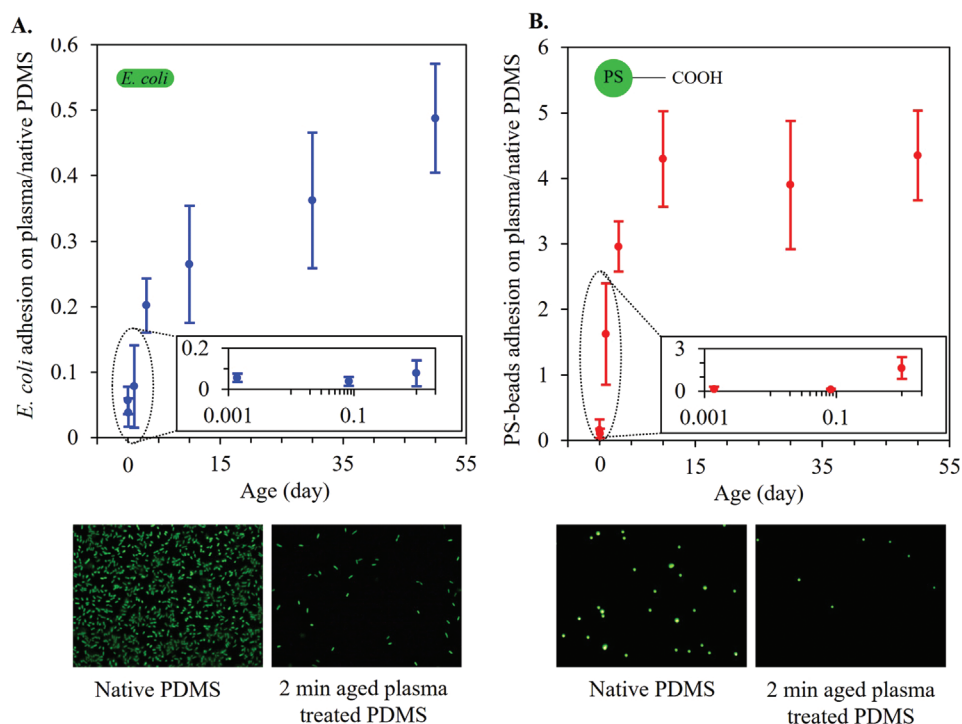 A.
E. coli adhesion on plasma/native PDMS
0.6
0.5
0.4
0.3
0.2
0.1
0
E. coli
0.2
0
0.001
0.1
0
15
35
55
Age (day)
Native PDMS
2 min aged plasma
treated PDMS
B.
PS-beads adhesion on plasma/native PDMS
6
5
4
3
2
1
0
PS
COOH
3
0
0.001
0.1
0
15
35
55
Age (day)
Native PDMS
2 min aged plasma
treated PDMS